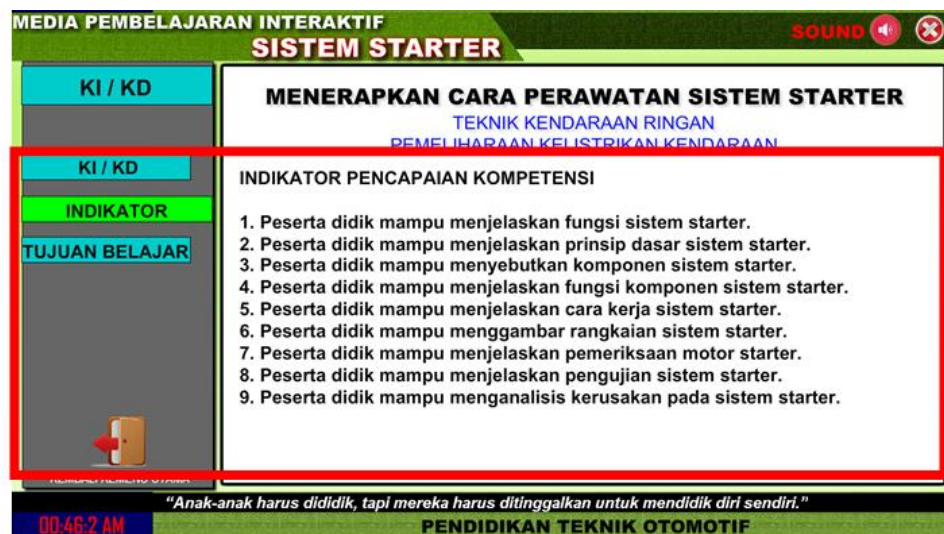 MEDIA PEMBELAJARAN INTERAKTIF
SISTEM STARTER
SOUND
KI / KD
MENERAPKAN CARA PERAWATAN SISTEM STARTER
TEKNIK KENDARAAN RINGAN
PEMELIHARAAN KELISTRIKAN KENDARAAN
KI / KD
INDIKATOR
TUJUAN BELAJAR
INDIKATOR PENCAPAIAN KOMPETENSI
1. Peserta didik mampu menjelaskan fungsi sistem starter.
2. Peserta didik mampu menjelaskan prinsip dasar sistem starter.
3. Peserta didik mampu menyebutkan komponen sistem starter.
4. Peserta didik mampu menjelaskan fungsi komponen sistem starter.
5. Peserta didik mampu menjelaskan cara kerja sistem starter.
6. Peserta didik mampu menggambar rangkaian sistem starter.
7. Peserta didik mampu menjelaskan pemeriksaan motor starter.
8. Peserta didik mampu menjelaskan pengujian sistem starter.
9. Peserta didik mampu menganalisis kerusakan pada sistem starter.
KEMBALI KEMENU UTAMA
“Anak-anak harus dididik, tapi mereka harus ditinggalkan untuk mendidik diri sendiri.”
00:46:2 AM
PENDIDIKAN TEKNIK OTOMOTIF